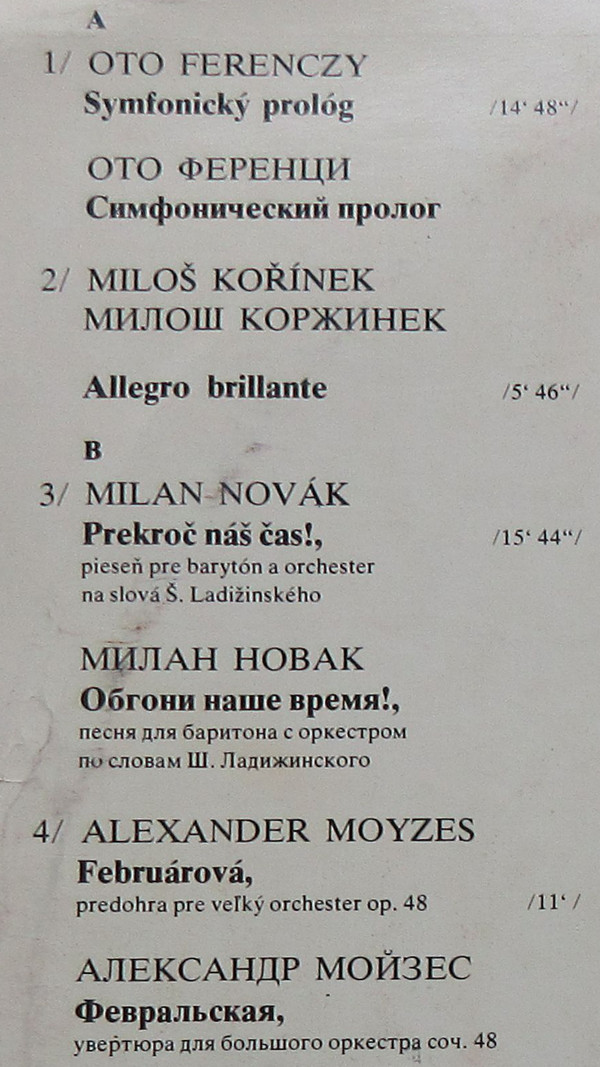 A
1/ OTO FERENCZY
Symfonický prológ /14‘ 48“/
ОТО ФЕРЕНЦИ
Симфонический пролог
2/ MILOŠ KOŘÍNEK
МИЛОШ КОРЖИНЕК
Allegro brillante /5‘ 46“/
B
3/ MILAN NOVÁK
Prekroč náš čas!, /15‘ 44“/
pieseň pre barytón a orchester
na slová Š. Ladižinského
МИЛАН НОВАК
Обгони наше время!,
песня для баритона с оркестром
по словам Ш. Ладижинского
4/ ALEXANDER MOYZES
Februárová,
predohra pre veľký orchester op. 48 /11‘ /
АЛЕКСАНДР МОЙЗЕС
Февральская,
увертюра для большого оркестра соч. 48